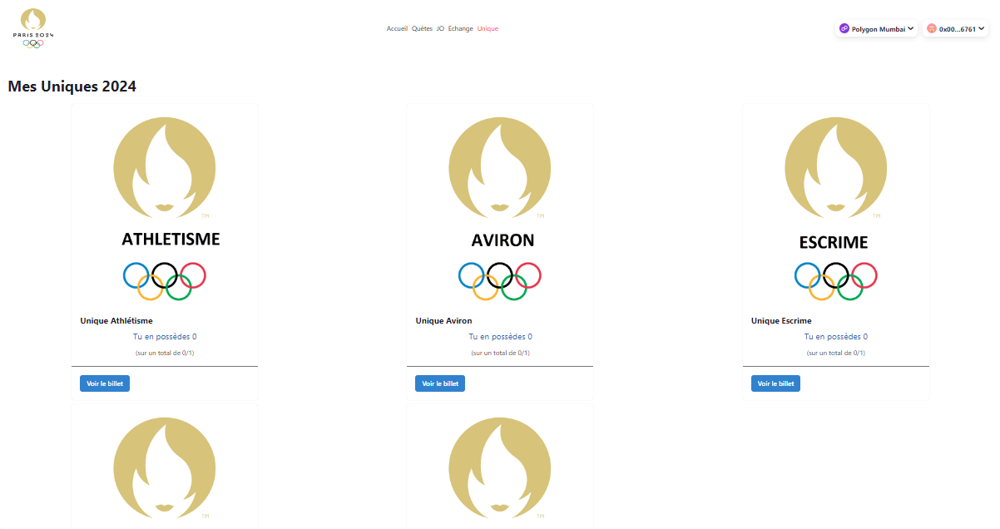 PARIS 2024
Accueil Quêtes JO Echange Unique
Polygon Mumbai
0x00...6761
Mes Uniques 2024
TM
TM
TM
ATHLETISME
AVIRON
ESCRIME
Unique Athlétisme
Unique Aviron
Unique Escrime
Tu en possèdes 0
Tu en possèdes 0
Tu en possèdes 0
(sur un total de 0/1)
(sur un total de 0/1)
(sur un total de 0/1)
Voir le billet
Voir le billet
Voir le billet
TM
TM